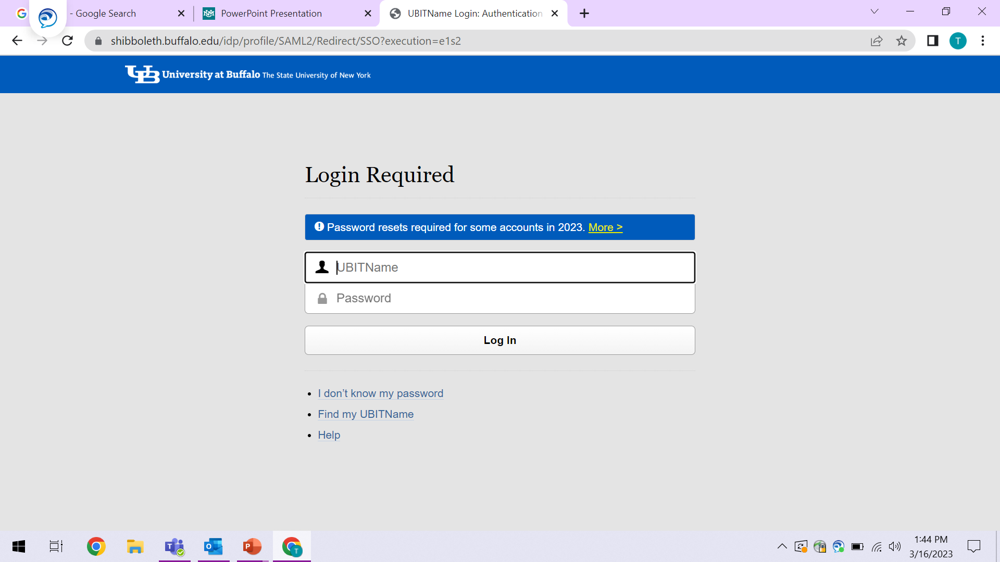 - Google Search
PowerPoint Presentation
UBITName Login: Authentication
shibboleth.buffalo.edu/idp/profile/SAML2/Redirect/SSO?execution=e1s2
T
UB University at Buffalo The State University of New York
Login Required
Password resets required for some accounts in 2023. More >
UBITName
Password
Log In
I don’t know my password
Find my UBITName
Help
1:44 PM
3/16/2023